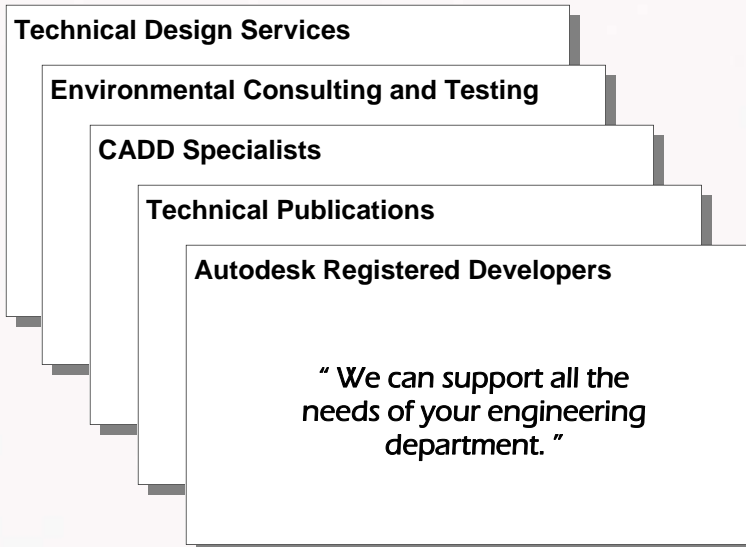 Technical Design Services
Environmental Consulting and Testing
CADD Specialists
Technical Publications
Autodesk Registered Developers
" We can support all the
needs of your engineering
department. "